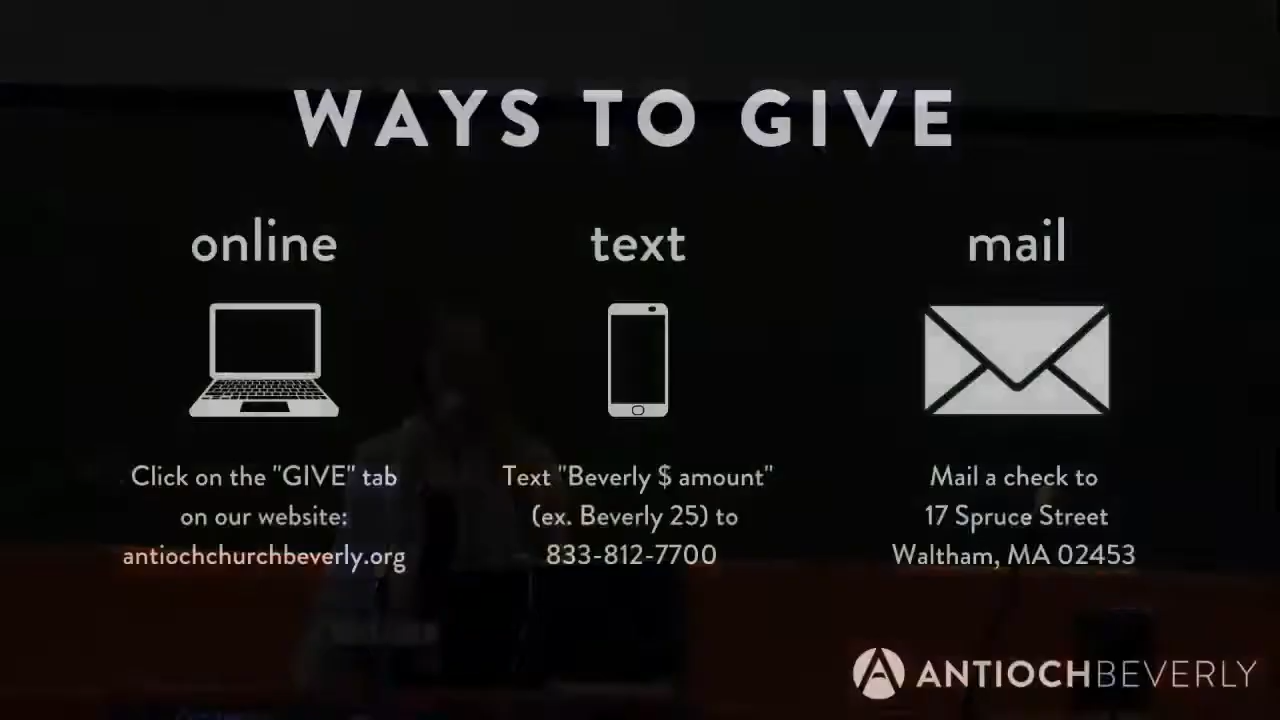 WAYS TO GIVE
online
Click on the "GIVE" tab
on our website:
antiochchurchbeverly.org
text
Text "Beverly $ amount"
(ex. Beverly 25) to
833-812-7700
mail
Mail a check to
17 Spruce Street
Waltham, MA 02453
ANTIOCHBEVERLY